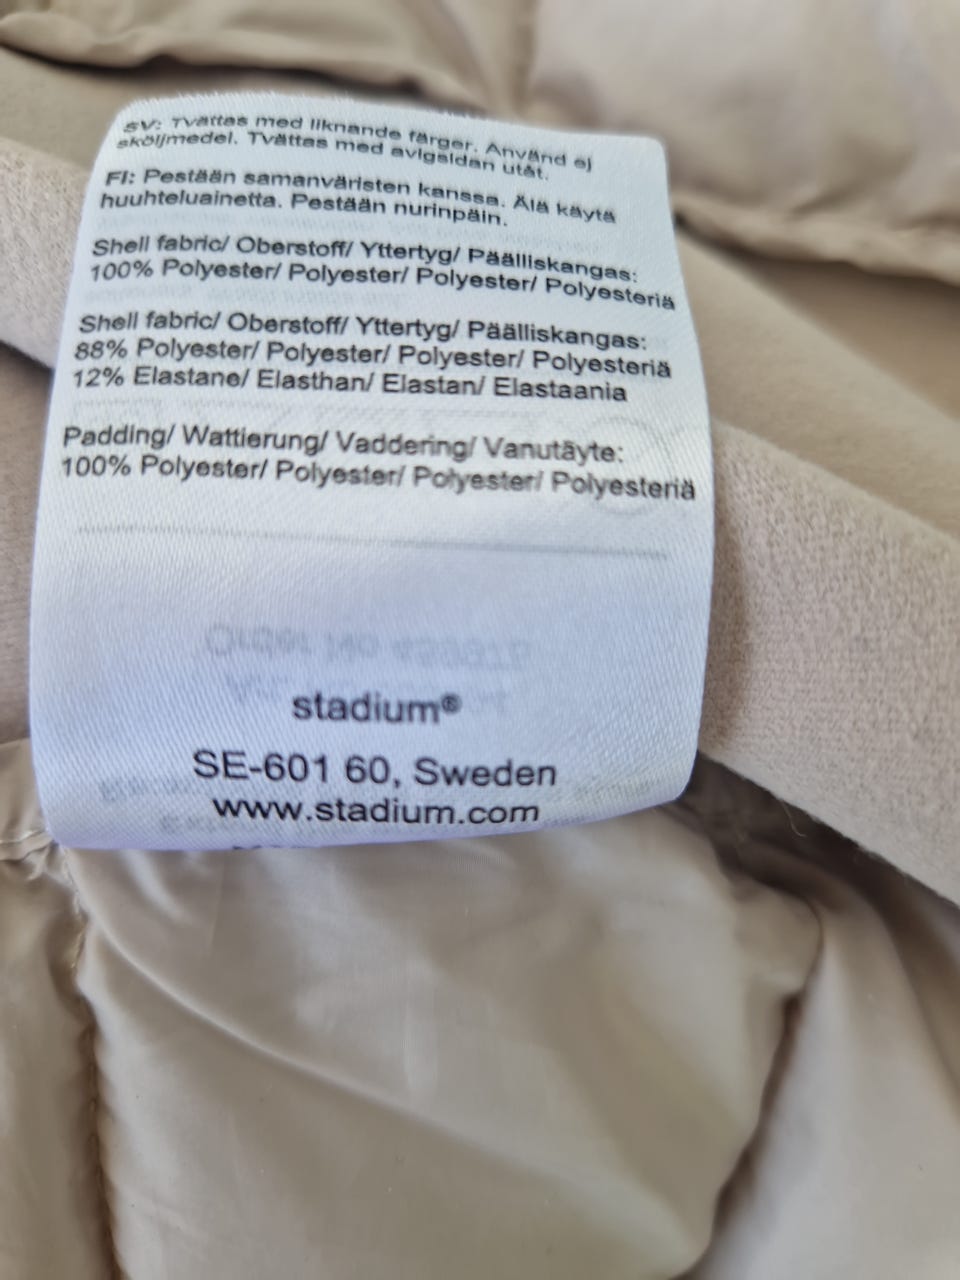 SV: Tvättas med liknande färger. Använd ej
sköljmedel. Tvättas med avigsidan utåt.
FI: Pestään samanväristen kanssa. Älä käytä
huuhteluainetta. Pestään nurinpäin.
Shell fabric/ Oberstoff/ Yttertyg/ Päälliskangas:
100% Polyester/ Polyester/ Polyester/ Polyesteriä
Shell fabric/ Oberstoff/ Yttertyg/ Päälliskangas:
88% Polyester/ Polyester/ Polyester/ Polyesteriä
12% Elastane/ Elasthan/ Elastan/ Elastaania
Padding/ Wattierung/ Vaddering/ Vanutäyte:
100% Polyester/ Polyester/ Polyester/ Polyesteriä
Order No
stadium®
SE-601 60, Sweden
www.stadium.com